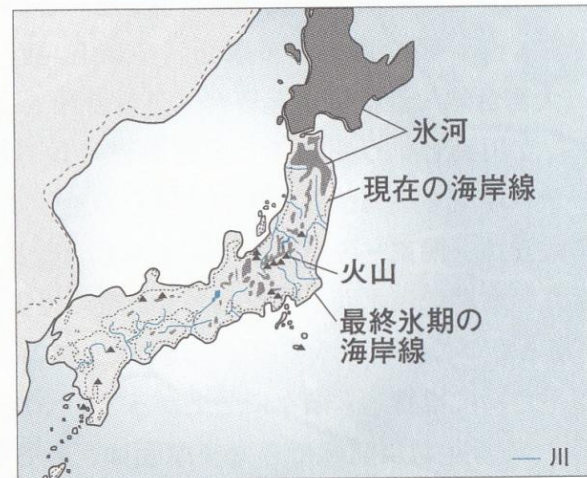 氷河
現在の海岸線
火山
最終氷期の
海岸線
川